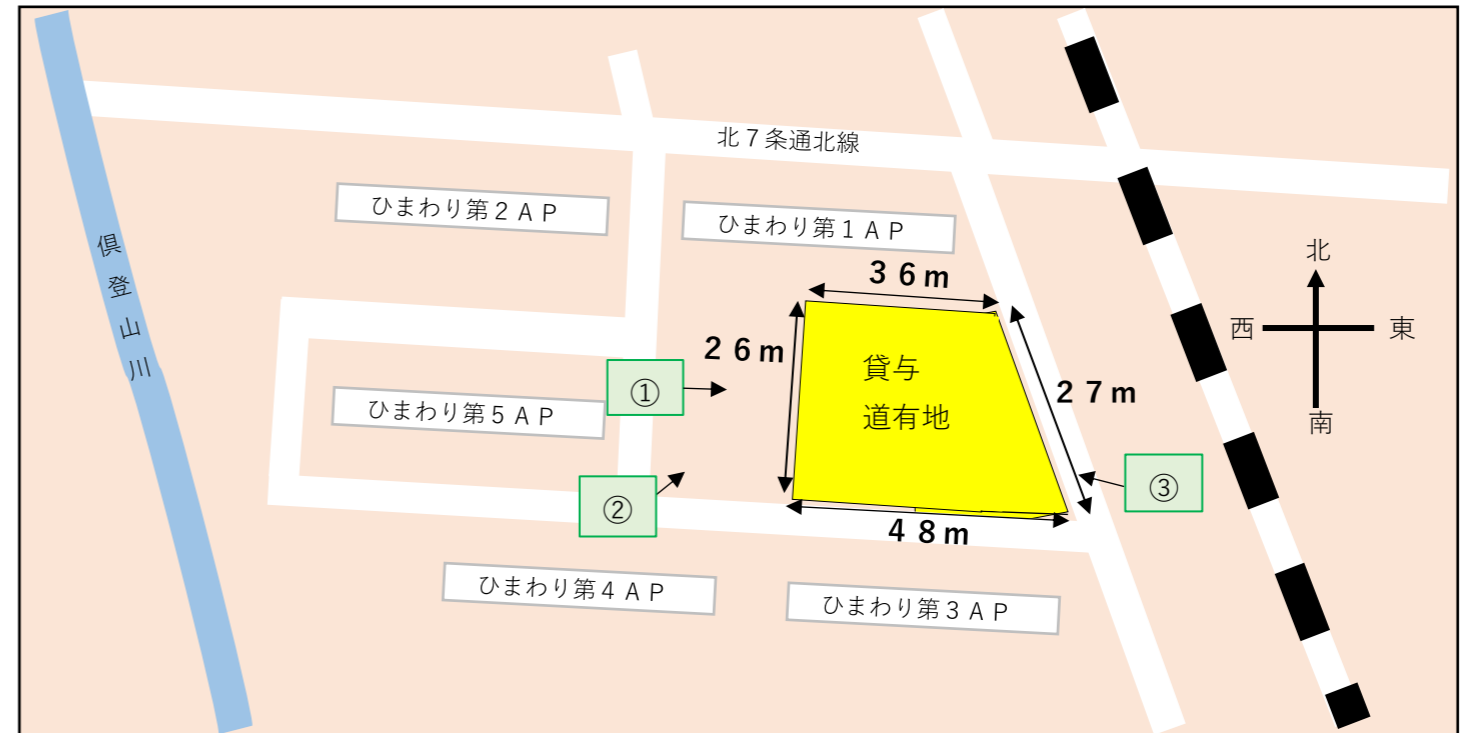 北７条通北線
ひまわり第２ＡＰ
ひまわり第１ＡＰ
倶登山川
北
西
東
南
３６ｍ
２６ｍ
貸与
道有地
２７ｍ
①
ひまわり第５ＡＰ
②
③
４８ｍ
ひまわり第４ＡＰ
ひまわり第３ＡＰ